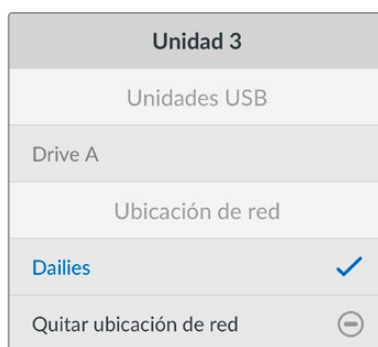 Unidad 3
Unidades USB
Drive A
Ubicación de red
Dailies
Quitar ubicación de red